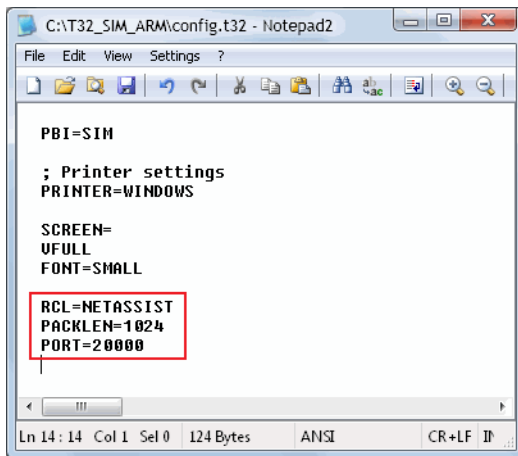 C:\T32_SIM_ARM\config.t32 - Notepad2
File Edit View Settings ?
PBI=SIM
; Printer settings
PRINTER=WINDOWS
SCREEN=
VFULL
FONT=SMALL
RCL=NETASSIST
PACKLEN=1024
PORT=20000
Ln 14 : 14 Col 1 Sel 0 124 Bytes ANSI CR+LF